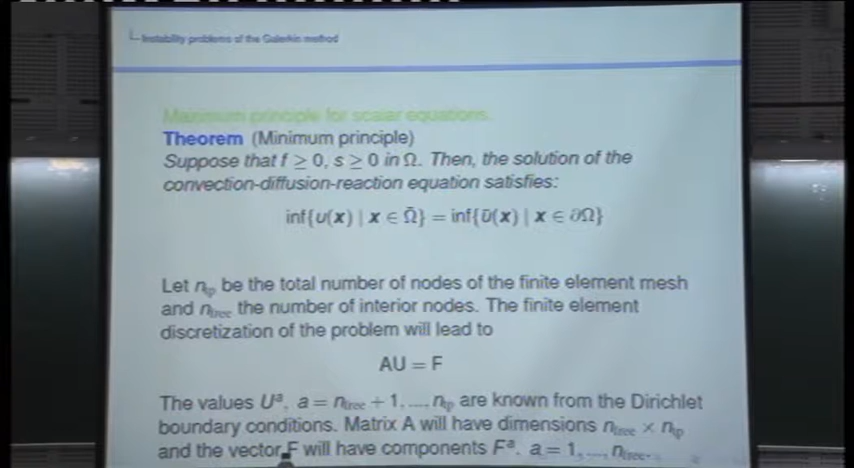 Instability problems of the Galerkin method
Maximum principle for scalar equations.
Theorem (Minimum principle)
Suppose that f ≥ 0, s ≥ 0 in Ω. Then, the solution of the
convection-diffusion-reaction equation satisfies:
inf{u(x) | x ∈ Ω̄} = inf{ū(x) | x ∈ ∂Ω}
Let n_tp be the total number of nodes of the finite element mesh
and n_free the number of interior nodes. The finite element
discretization of the problem will lead to
AU = F
The values U^a, a = n_free + 1, ..., n_tp are known from the Dirichlet
boundary conditions. Matrix A will have dimensions n_free × n_tp
and the vector F will have components F^a, a = 1, ..., n_free.